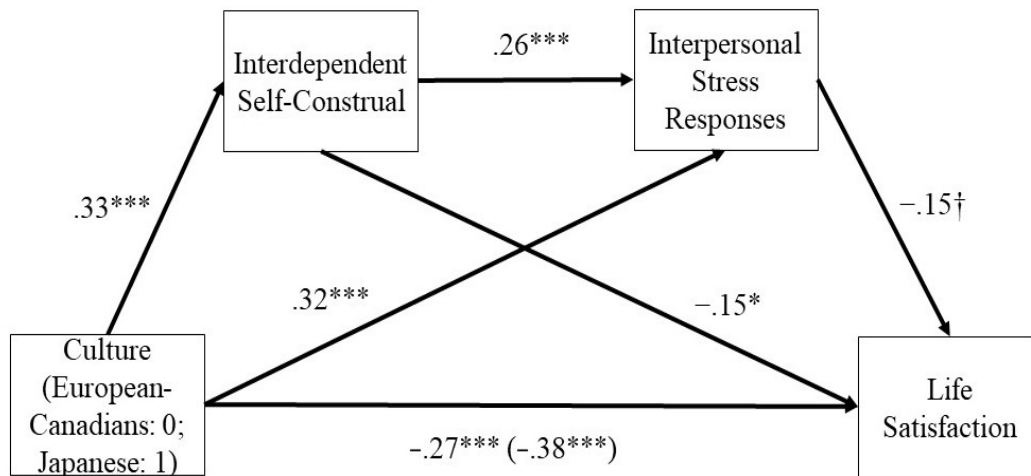 Interdependent
Self-Construal
.26***
Interpersonal
Stress
Responses
.33***
−.15†
.32***
−.15*
Culture
(European-
Canadians: 0;
Japanese: 1)
Life
Satisfaction
-.27*** (-.38***)